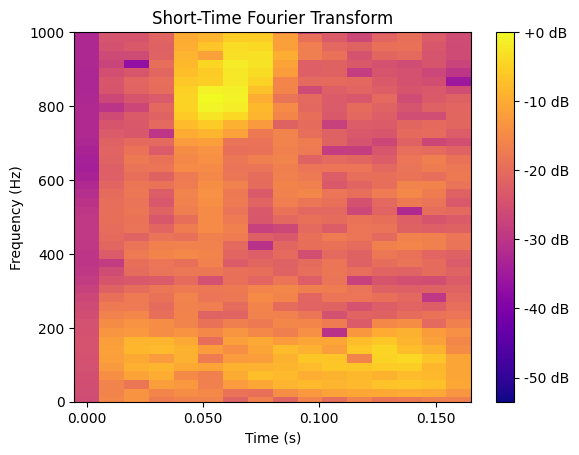 Short-Time Fourier Transform
1000
800
600
400
200
0
Frequency (Hz)
0.000
0.050
0.100
0.150
Time (s)
+0 dB
-10 dB
-20 dB
-30 dB
-40 dB
-50 dB